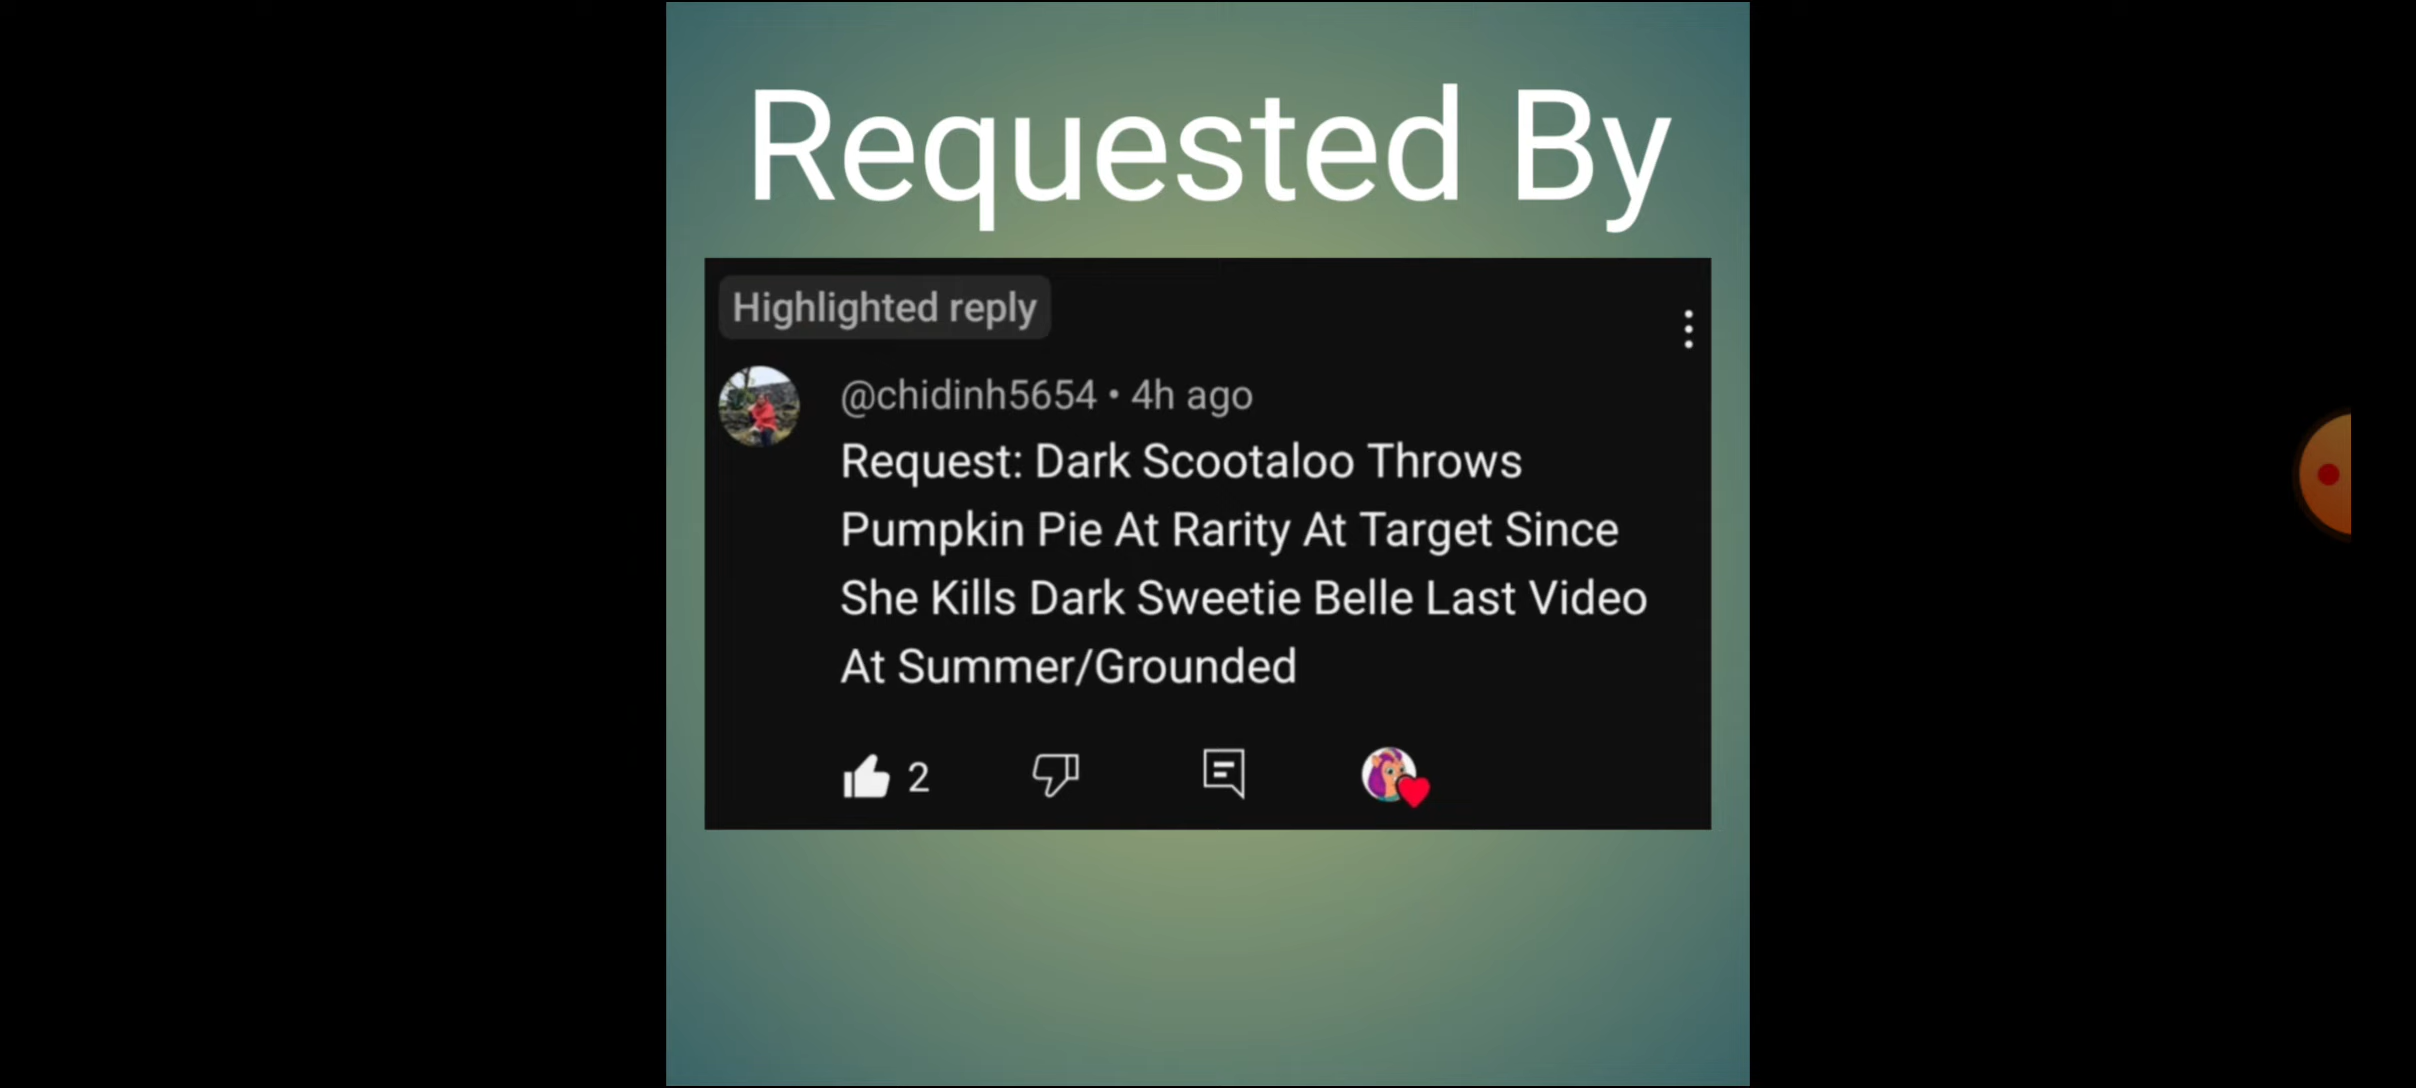 Requested By
Highlighted reply
@chidinh5654 • 4h ago
Request: Dark Scootaloo Throws
Pumpkin Pie At Rarity At Target Since
She Kills Dark Sweetie Belle Last Video
At Summer/Grounded
2